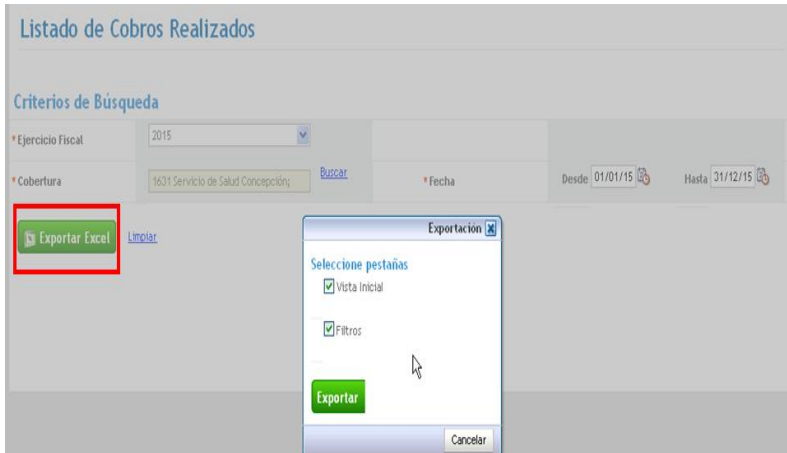 Listado de Cobros Realizados
Criterios de Búsqueda
*Ejercicio Fiscal 2015
*Cobertura 1631 Servicio de Salud Concepción; Buscar *Fecha Desde 01/01/15 Hasta 31/12/15
Exportar Excel Limpiar
Exportación
Seleccione pestañas
Vista Inicial
Filtros
Exportar
Cancelar